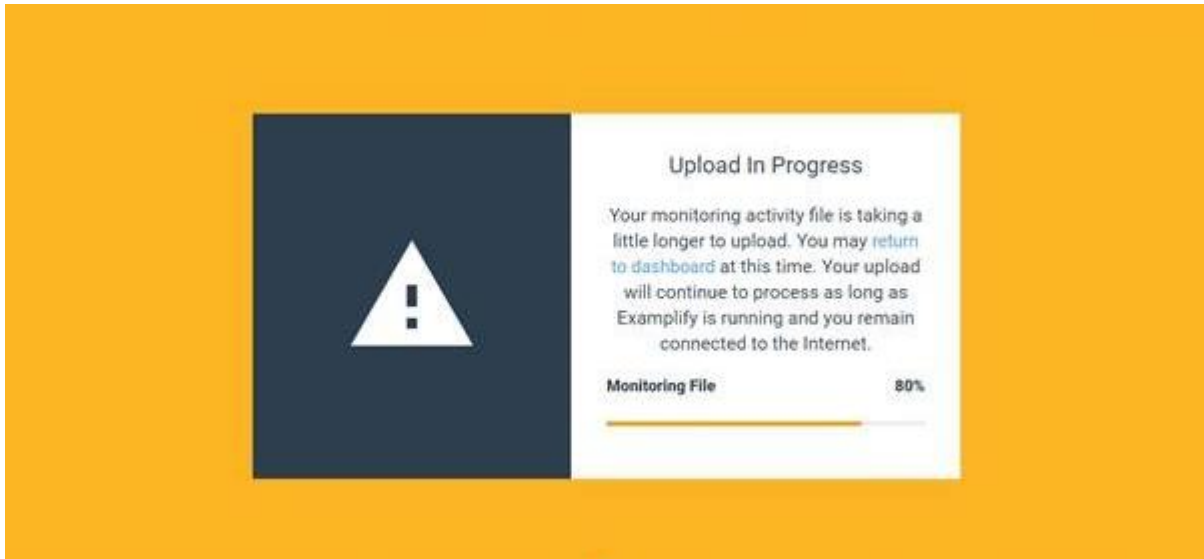 Upload In Progress
Your monitoring activity file is taking a
little longer to upload. You may return
to dashboard at this time. Your upload
will continue to process as long as
Examplify is running and you remain
connected to the Internet.
Monitoring File 80%